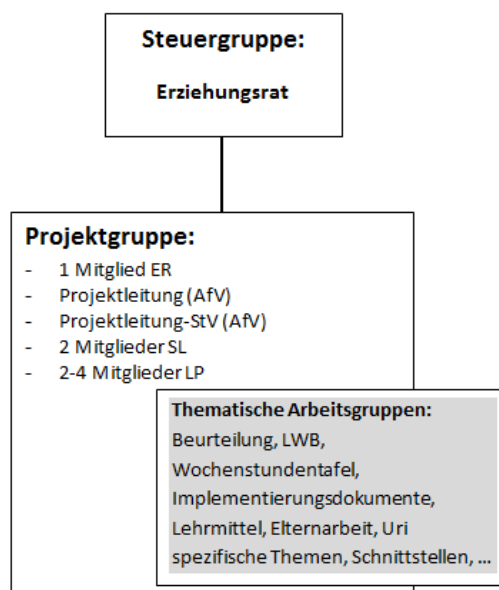 Steuergruppe:
Erziehungsrat
Projektgruppe:
- 1 Mitglied ER
- Projektleitung (AfV)
- Projektleitung-StV (AfV)
- 2 Mitglieder SL
- 2-4 Mitglieder LP
Thematische Arbeitsgruppen:
Beurteilung, LWB,
Wochenstundentafel,
Implementierungsdokumente,
Lehrmittel, Elternarbeit, Uri
spezifische Themen, Schnittstellen, ...